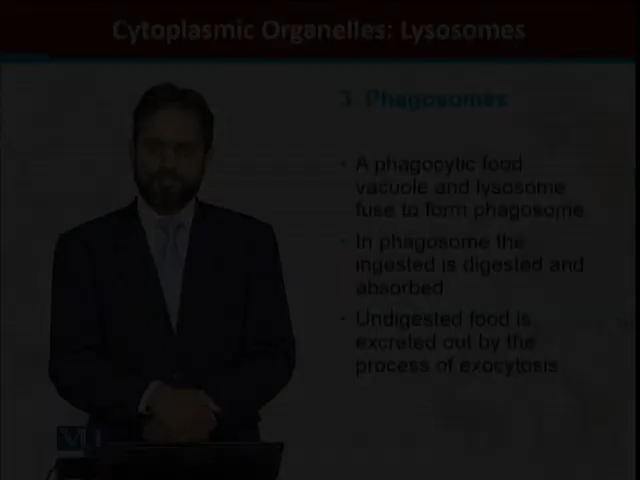 Cytoplasmic Organelles: Lysosomes
3. Phagosomes
• A phagocytic food
vacuole and lysosome
fuse to form phagosome
• In phagosome the
ingested is digested and
absorbed
• Undigested food is
excreted out by the
process of exocytosis